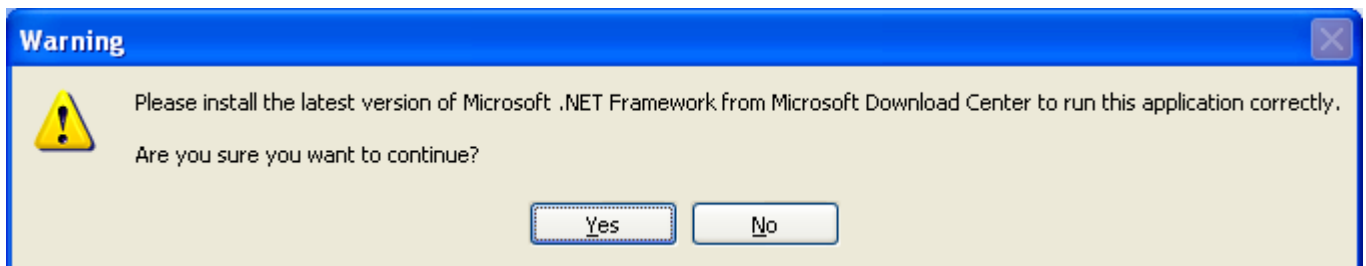 Warning
Please install the latest version of Microsoft .NET Framework from Microsoft Download Center to run this application correctly.
Are you sure you want to continue?
Yes No